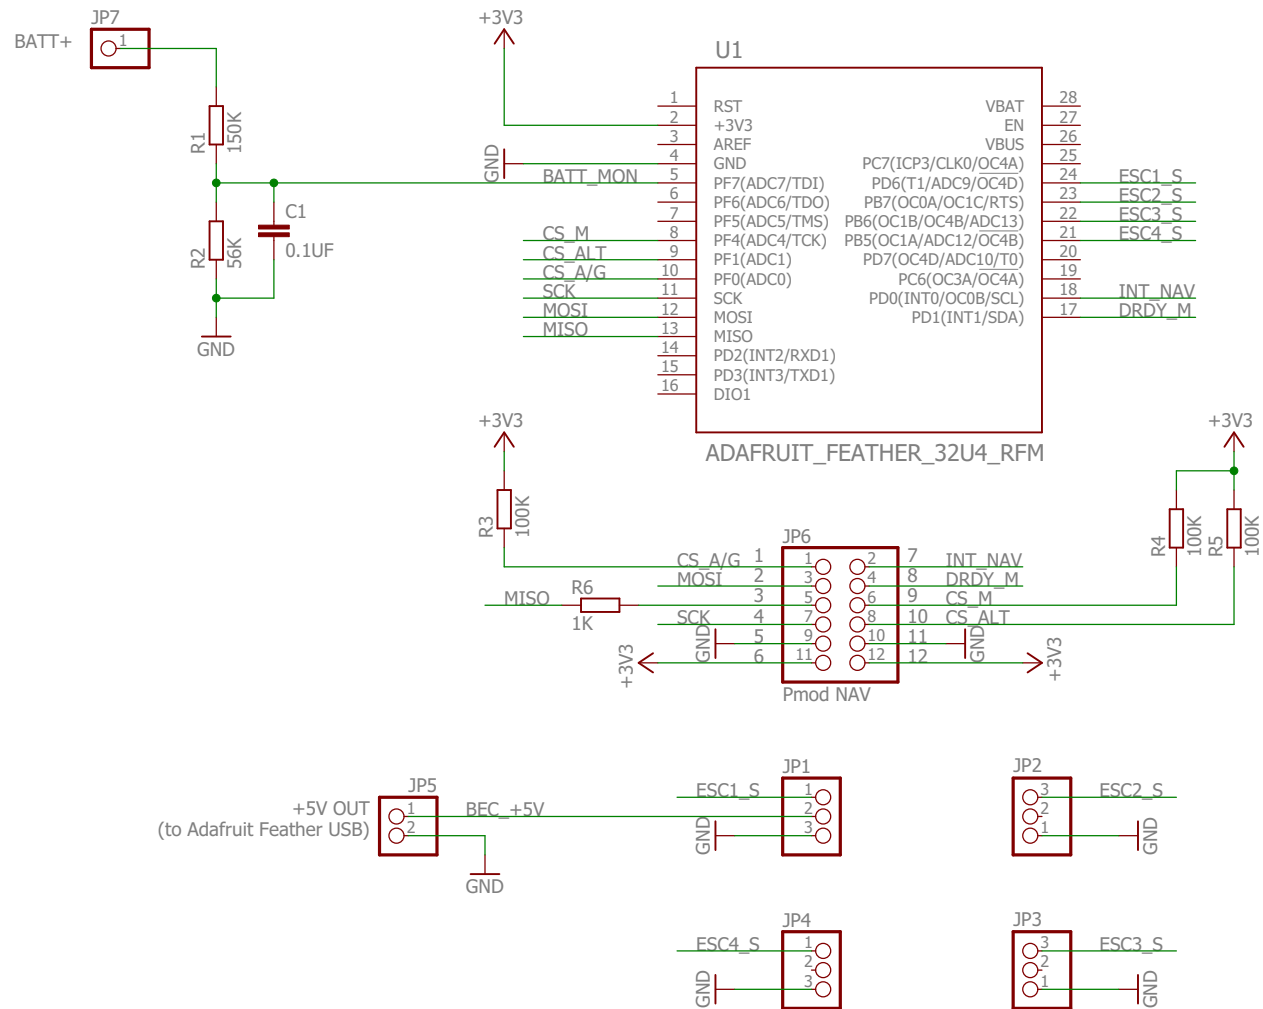 JP7
BATT+
1
R1
150K
R2
56K
C1
0.1UF
GND
+3V3
GND
BATT_MON
CS_M
CS_ALT
CS_A/G
SCK
MOSI
MISO
U1
1 RST
2 +3V3
3 AREF
4 GND
5 PF7(ADC7/TDI)
6 PF6(ADC6/TDO)
7 PF5(ADC5/TMS)
8 PF4(ADC4/TCK)
9 PF1(ADC1)
10 PF0(ADC0)
11 SCK
12 MOSI
13 MISO
14 PD2(INT2/RXD1)
15 PD3(INT3/TXD1)
16 DIO1
VBAT 28
EN 27
VBUS 26
PC7(ICP3/CLK0/OC4A) 25
PD6(T1/ADC9/OC4D) 24 ESC1_S
PB7(OC0A/OC1C/RTS) 23 ESC2_S
PB6(OC1B/OC4B/ADC13) 22 ESC3_S
PB5(OC1A/ADC12/OC4B) 21 ESC4_S
PD7(OC4D/ADC10/T0) 20
PC6(OC3A/OC4A) 19
PD0(INT0/OC0B/SCL) 18 INT_NAV
PD1(INT1/SDA) 17 DRDY_M
ADAFRUIT_FEATHER_32U4_RFM
+3V3
R3
100K
+3V3
R4
100K
R5
100K
JP6
CS_A/G 1 1
MOSI 2 3
MISO R6 1K 3 5
SCK 4 7
GND 5 9
+3V3 6 11
2 7 INT_NAV
4 8 DRDY_M
6 9 CS_M
8 10 CS_ALT
10 11 GND
12 12 +3V3
Pmod NAV
JP5
+5V OUT
(to Adafruit Feather USB)
1
2
BEC_+5V
GND
JP1
ESC1_S
1
2
3
GND
JP2
3
2
1
ESC2_S
GND
JP4
ESC4_S
1
2
3
GND
JP3
3
2
1
ESC3_S
GND